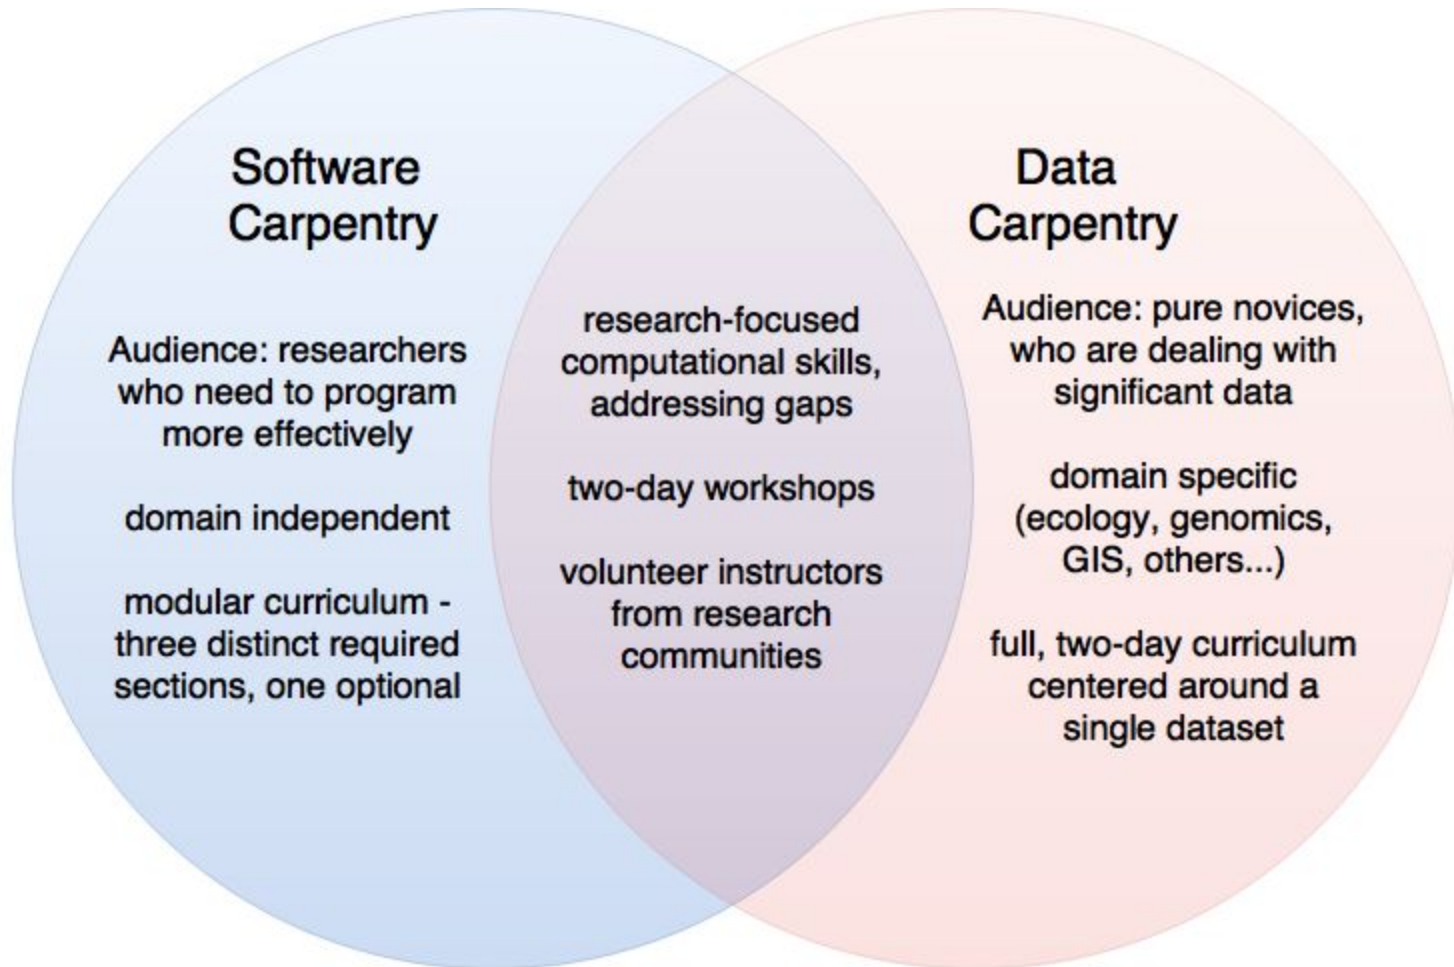 Software
Carpentry
Audience: researchers
who need to program
more effectively
domain independent
modular curriculum -
three distinct required
sections, one optional
research-focused
computational skills,
addressing gaps
two-day workshops
volunteer instructors
from research
communities
Data
Carpentry
Audience: pure novices,
who are dealing with
significant data
domain specific
(ecology, genomics,
GIS, others...)
full, two-day curriculum
centered around a
single dataset